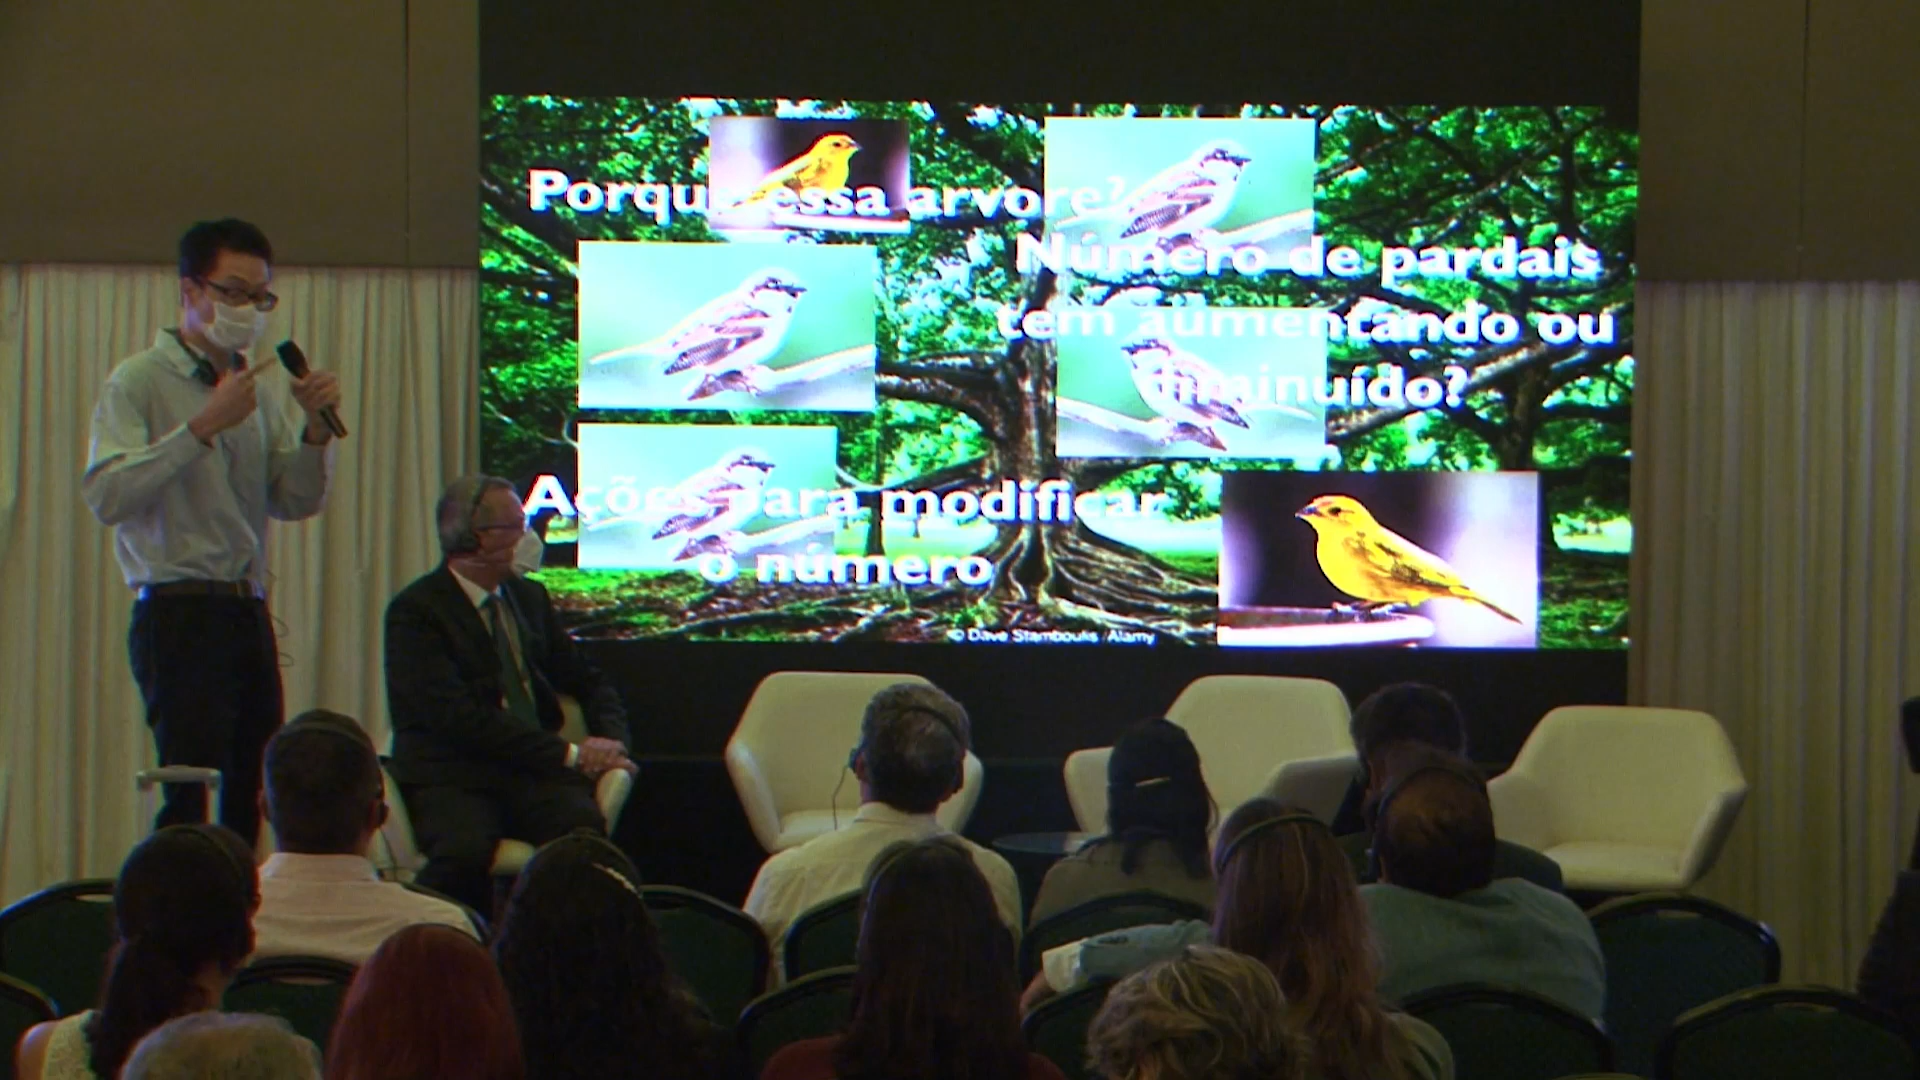 Porque essa arvore?
Número de pardais
tem aumentando ou
diminuído?
Ações para modificar
o número
© Dave Stamboulis / Alamy